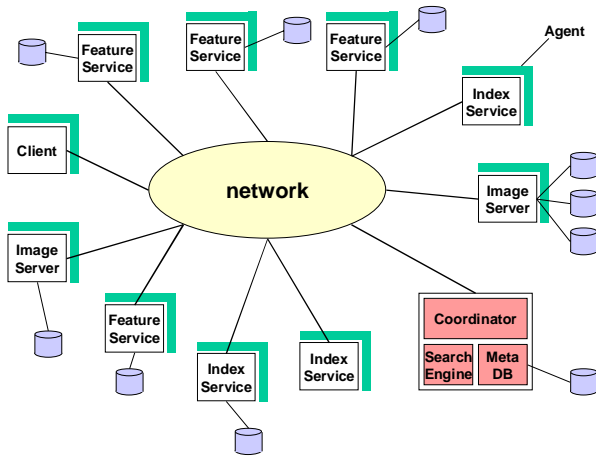 Feature
Service
Feature
Service
Feature
Service
Agent
Index
Service
Client
network
Image
Server
Image
Server
Feature
Service
Index
Service
Index
Service
Coordinator
Search
Engine
Meta
DB